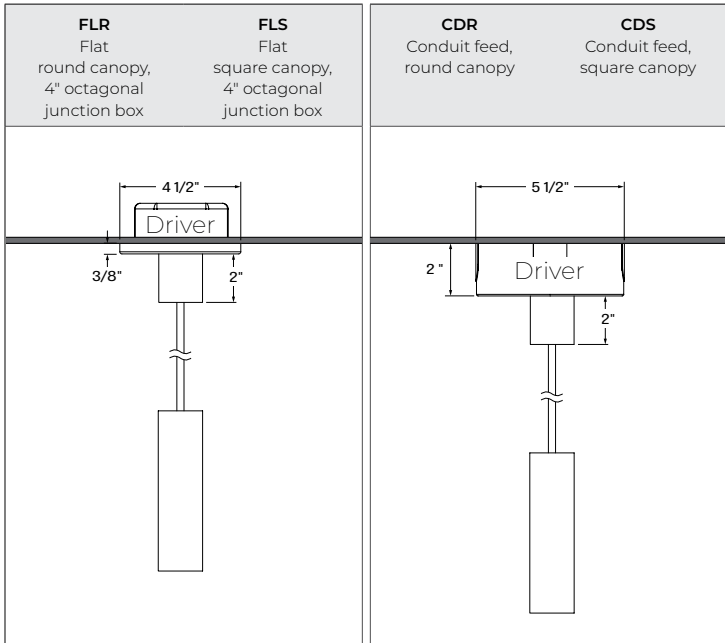 FLR
Flat
round canopy,
4" octagonal
junction box
FLS
Flat
square canopy,
4" octagonal
junction box
CDR
Conduit feed,
round canopy
CDS
Conduit feed,
square canopy
4 1/2"
Driver
3/8"
2"
5 1/2"
2 "
Driver
2"